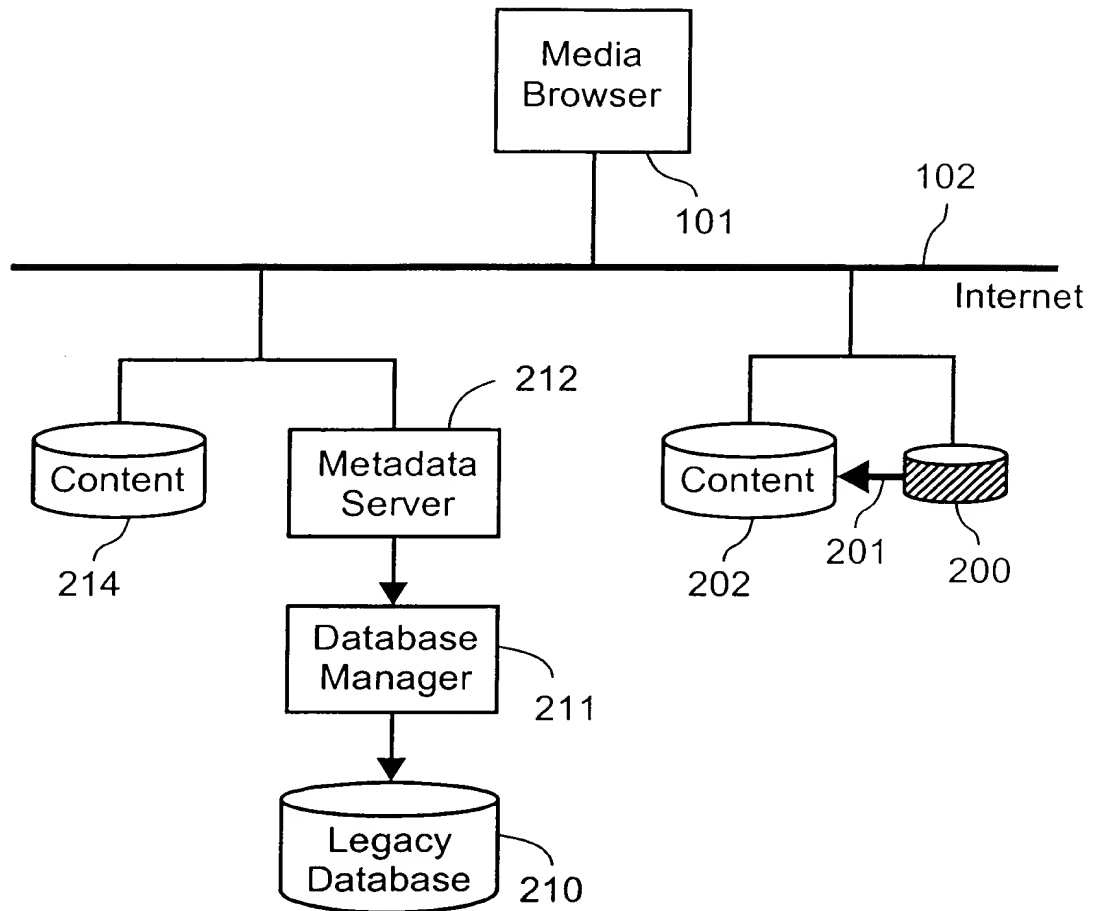 Media
Browser
101
102
Internet
212
Content
214
Metadata
Server
Content
202
201
200
Database
Manager
211
Legacy
Database
210